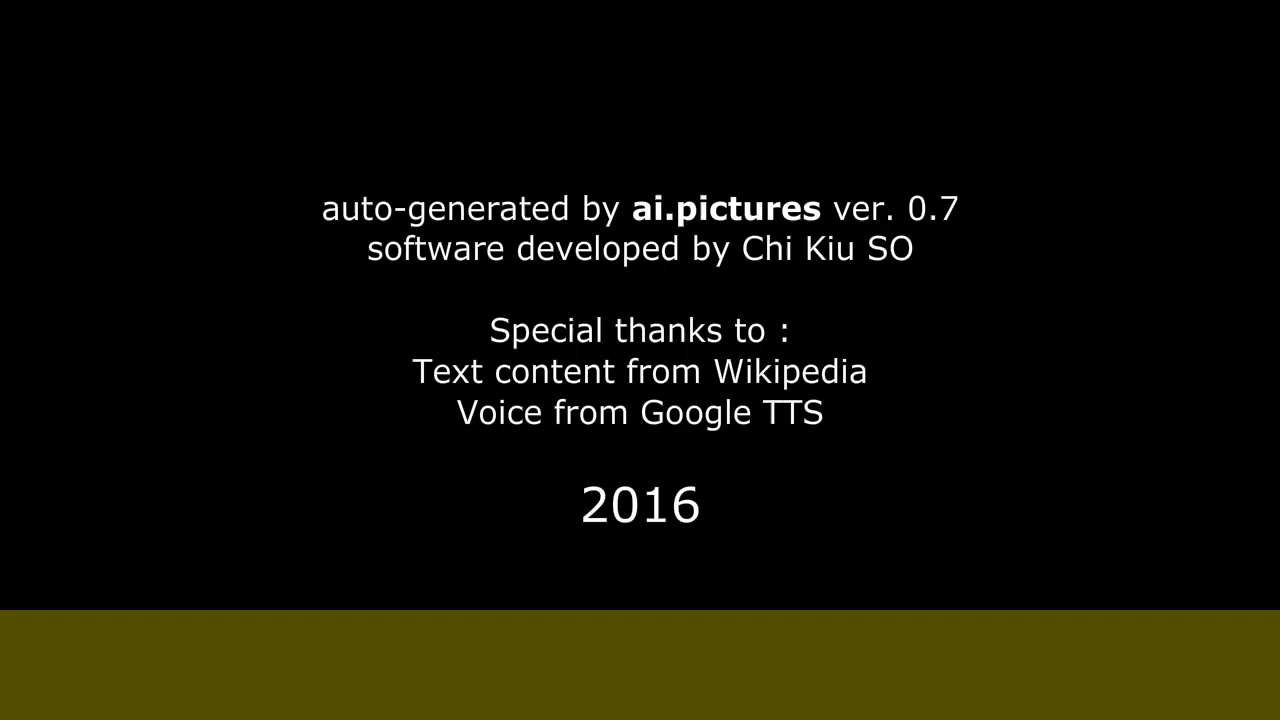 auto-generated by ai.pictures ver. 0.7
software developed by Chi Kiu SO
Special thanks to :
Text content from Wikipedia
Voice from Google TTS
2016